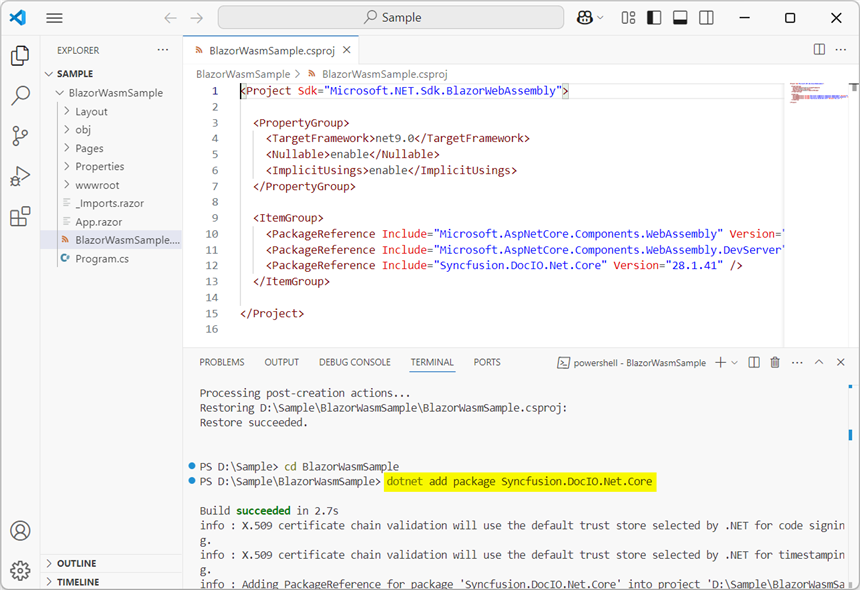 Sample
EXPLORER
SAMPLE
BlazorWasmSample
Layout
obj
Pages
Properties
wwwroot
_Imports.razor
App.razor
BlazorWasmSample....
Program.cs
OUTLINE
TIMELINE
BlazorWasmSample.csproj
BlazorWasmSample > BlazorWasmSample.csproj
1 <Project Sdk="Microsoft.NET.Sdk.BlazorWebAssembly">
2
3 <PropertyGroup>
4 <TargetFramework>net9.0</TargetFramework>
5 <Nullable>enable</Nullable>
6 <ImplicitUsings>enable</ImplicitUsings>
7 </PropertyGroup>
8
9 <ItemGroup>
10 <PackageReference Include="Microsoft.AspNetCore.Components.WebAssembly" Version="
11 <PackageReference Include="Microsoft.AspNetCore.Components.WebAssembly.DevServer"
12 <PackageReference Include="Syncfusion.DocIO.Net.Core" Version="28.1.41" />
13 </ItemGroup>
14
15 </Project>
16
PROBLEMS OUTPUT DEBUG CONSOLE TERMINAL PORTS powershell - BlazorWasmSample
Processing post-creation actions...
Restoring D:\Sample\BlazorWasmSample\BlazorWasmSample.csproj:
Restore succeeded.
PS D:\Sample> cd BlazorWasmSample
PS D:\Sample\BlazorWasmSample> dotnet add package Syncfusion.DocIO.Net.Core
Build succeeded in 2.7s
info : X.509 certificate chain validation will use the default trust store selected by .NET for code signin
g.
info : X.509 certificate chain validation will use the default trust store selected by .NET for timestampin
g.
info : Adding PackageReference for package 'Syncfusion.DocIO.Net.Core' into project 'D:\Sample\BlazorWasmSa